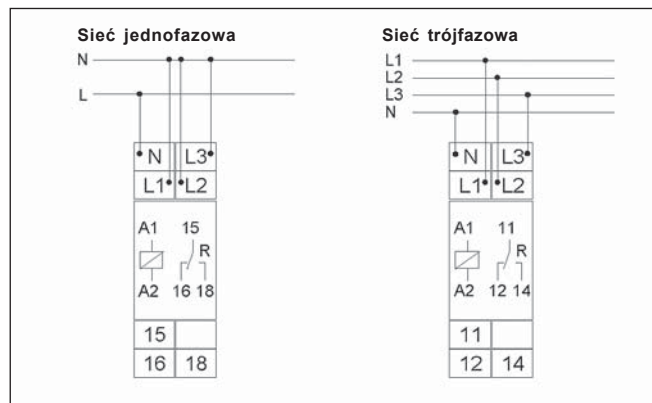 Sieć jednofazowa
N
L
N L3
L1 L2
A1 15
R
A2 16 18
15
16 18
Sieć trójfazowa
L1
L2
L3
N
N L3
L1 L2
A1 11
R
A2 12 14
11
12 14